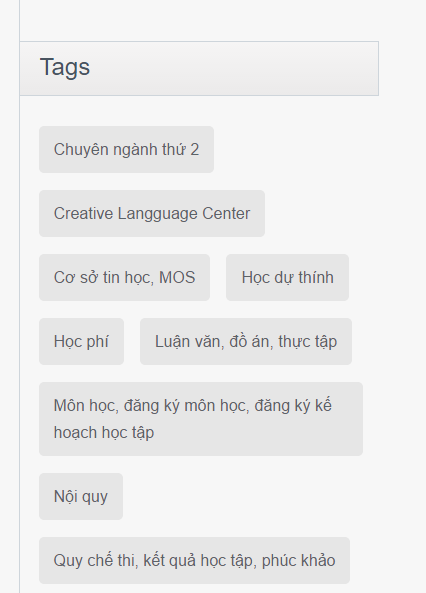 Tags
Chuyên ngành thứ 2
Creative Langguage Center
Cơ sở tin học, MOS
Học dự thính
Học phí
Luận văn, đồ án, thực tập
Môn học, đăng ký môn học, đăng ký kế
hoạch học tập
Nội quy
Quy chế thi, kết quả học tập, phúc khảo